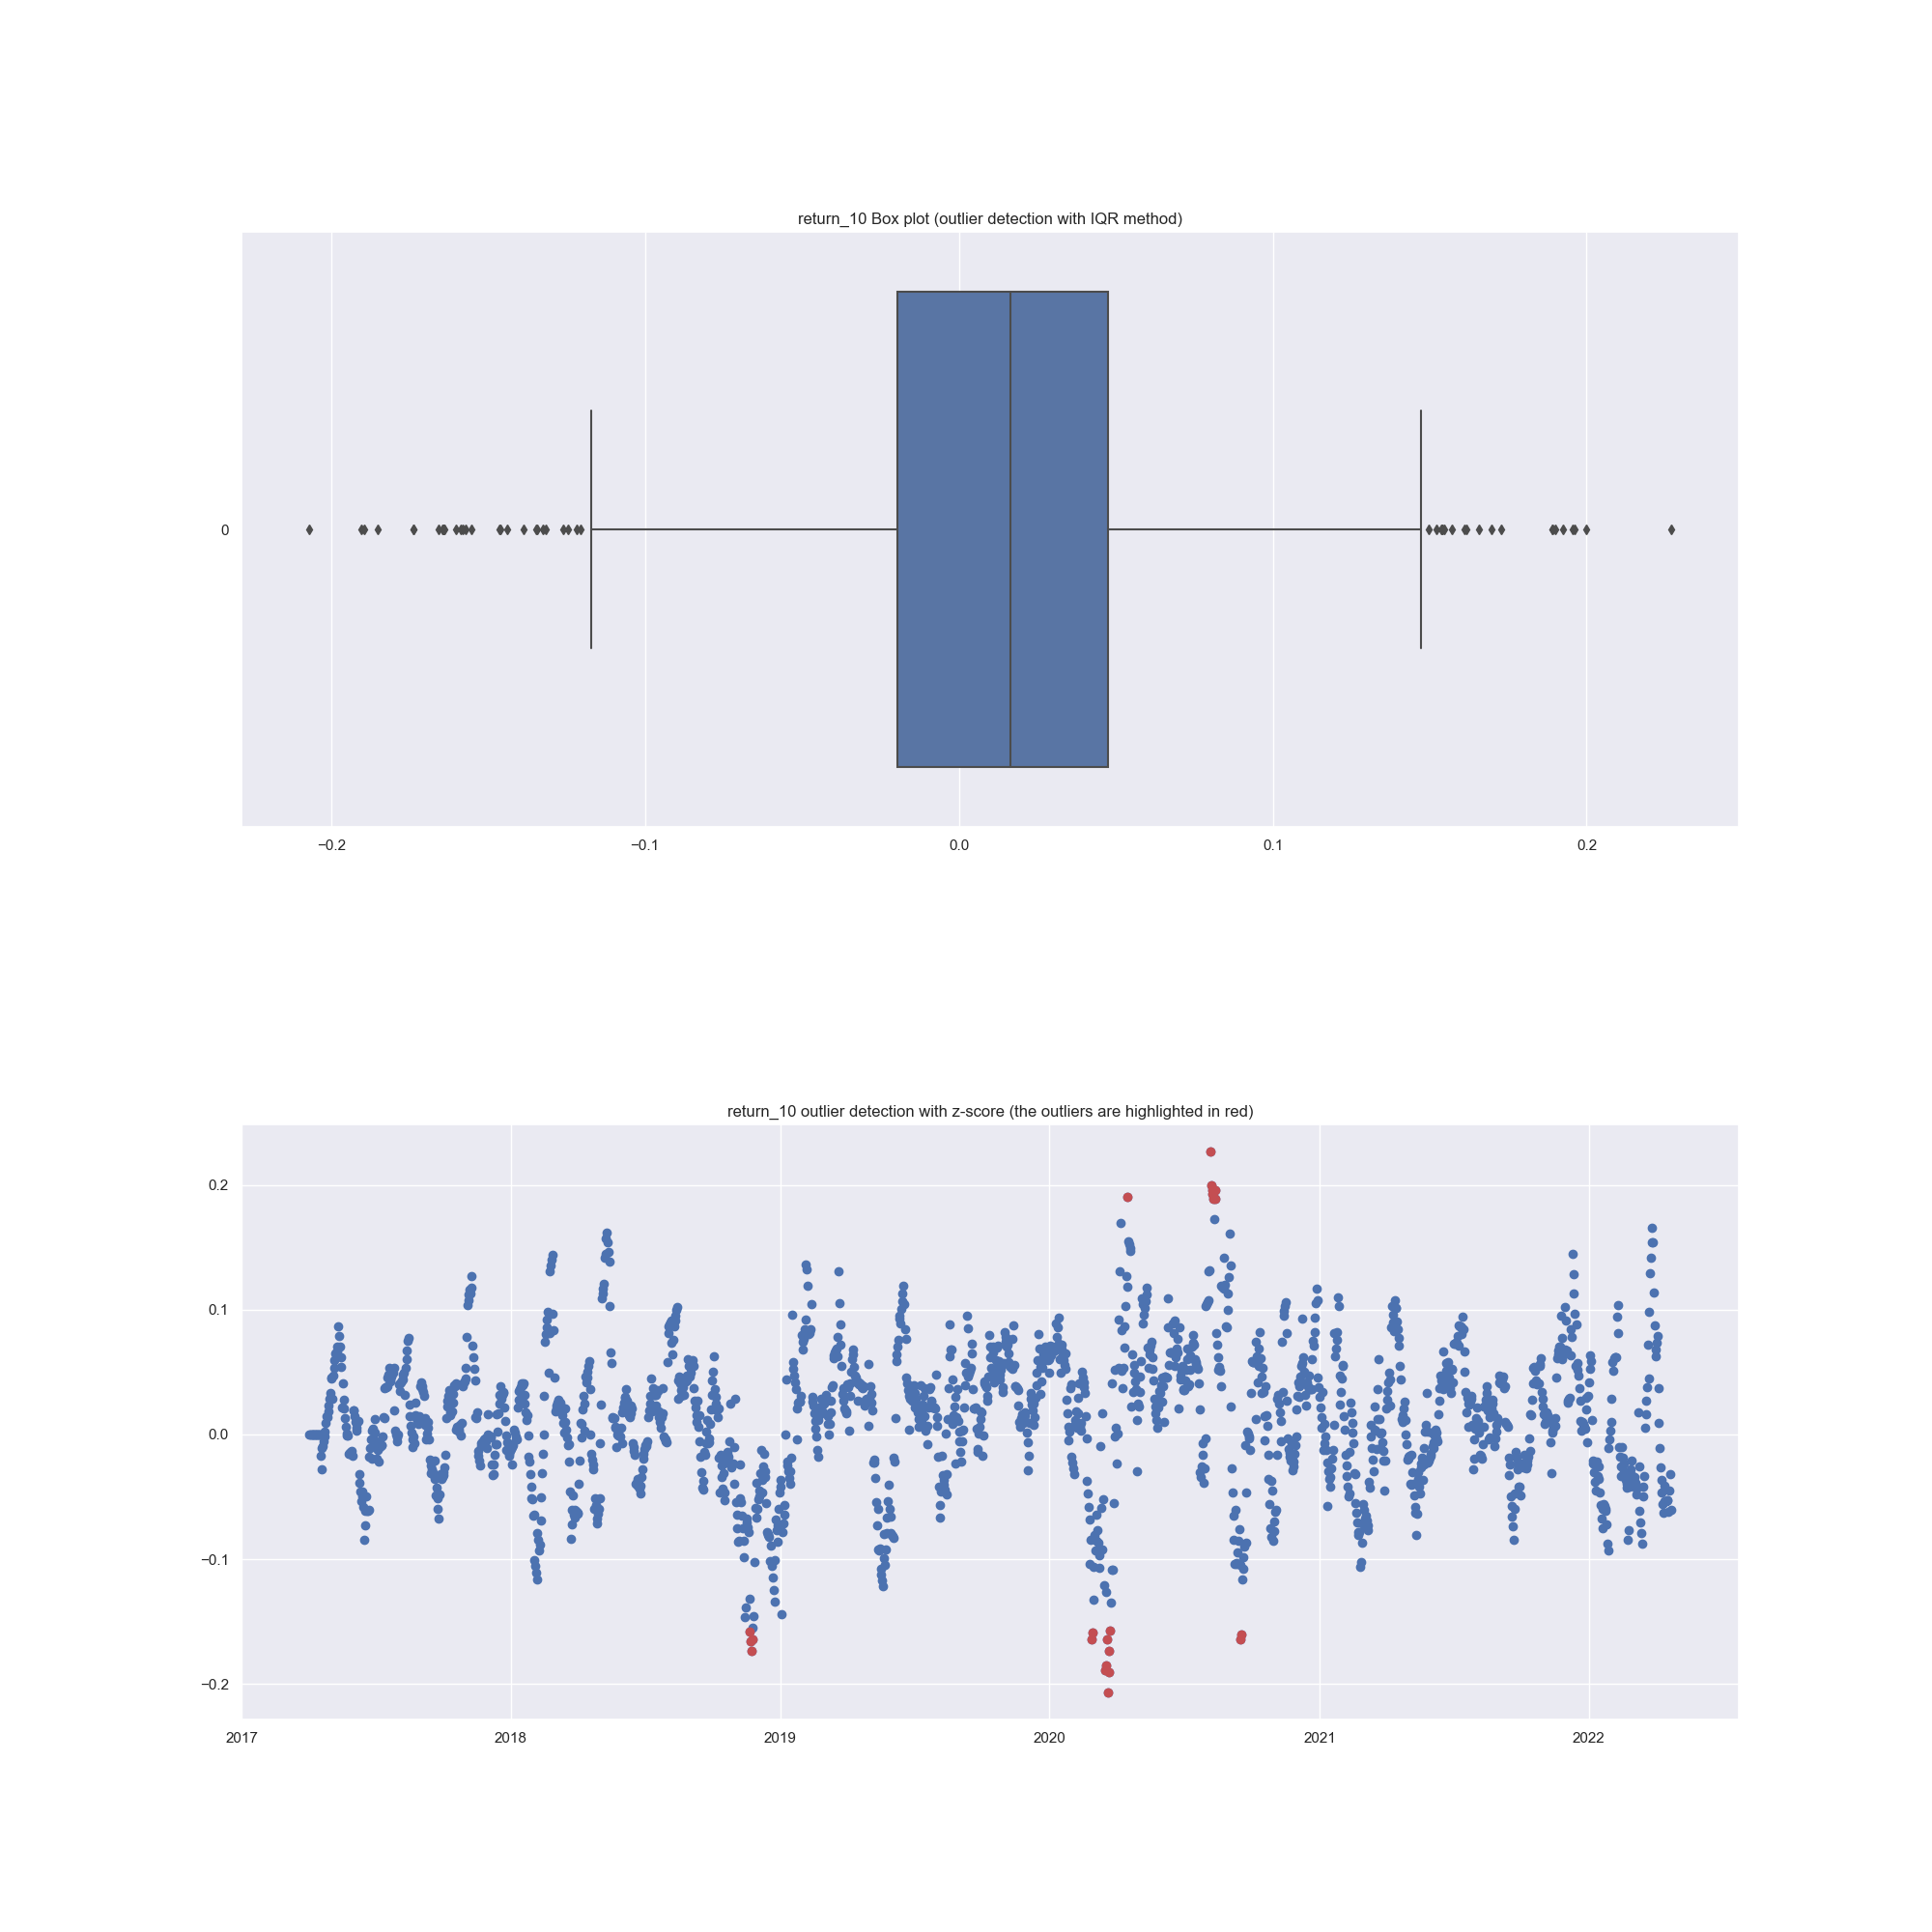 return_10 Box plot (outlier detection with IQR method)
0
−0.2 −0.1 0.0 0.1 0.2
return_10 outlier detection with z-score (the outliers are highlighted in red)
0.2
0.1
0.0
−0.1
−0.2
2017 2018 2019 2020 2021 2022